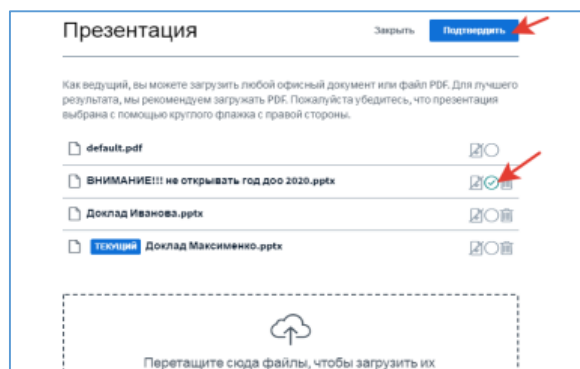 Презентация
Закрыть
Подтвердить
Как ведущий, вы можете загрузить любой офисный документ или файл PDF. Для лучшего
результата, мы рекомендуем загружать PDF. Пожалуйста убедитесь, что презентация
выбрана с помощью круглого флажка с правой стороны.
default.pdf
ВНИМАНИЕ!!! не открывать год доо 2020.pptx
Доклад Иванова.pptx
ТЕКУЩИЙ Доклад Максименко.pptx
Перетащите сюда файлы, чтобы загрузить их